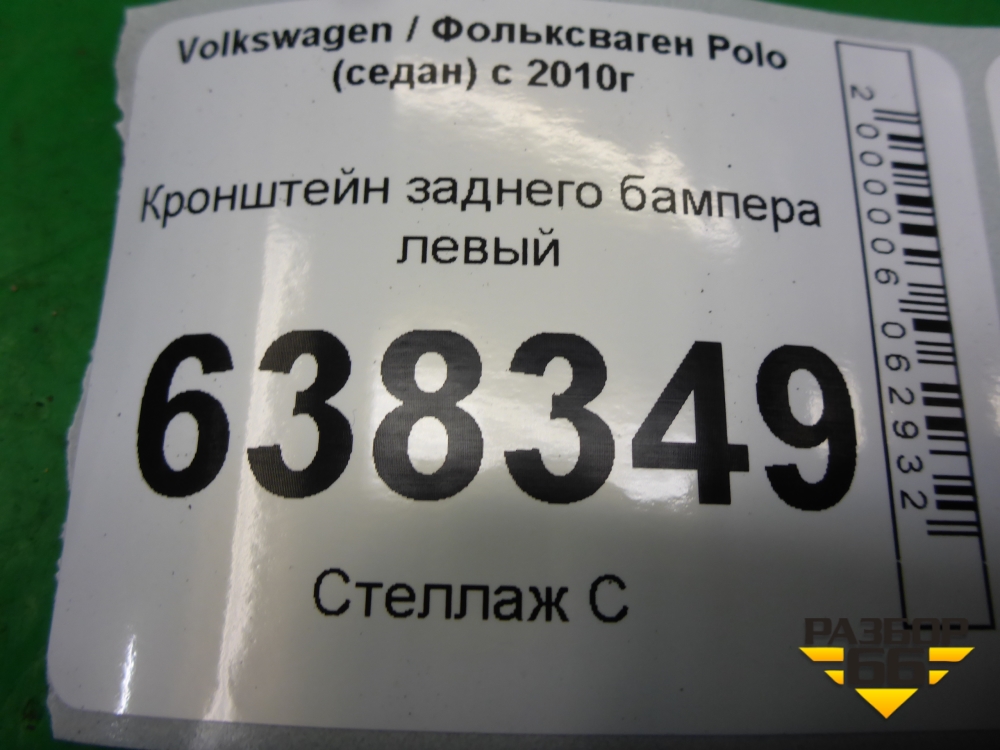 Volkswagen / Фольксваген Polo
(седан) с 2010г
Кронштейн заднего бампера
левый
638349
Стеллаж С
2000006062932
РАЗБОР
66